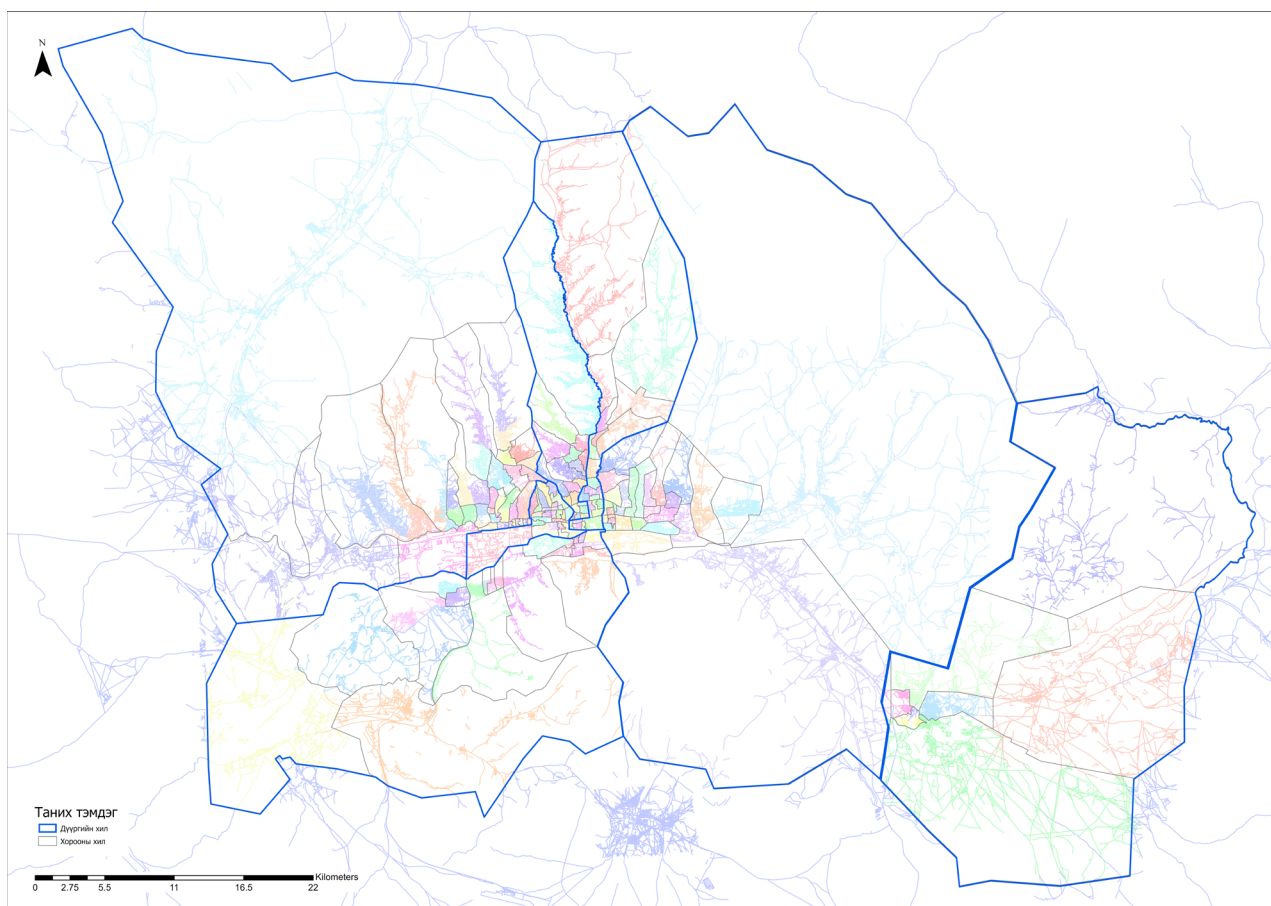 N
Таних тэмдэг
Дүүргийн хил
Хорооны хил
Kilometers
0 2.75 5.5 11 16.5 22